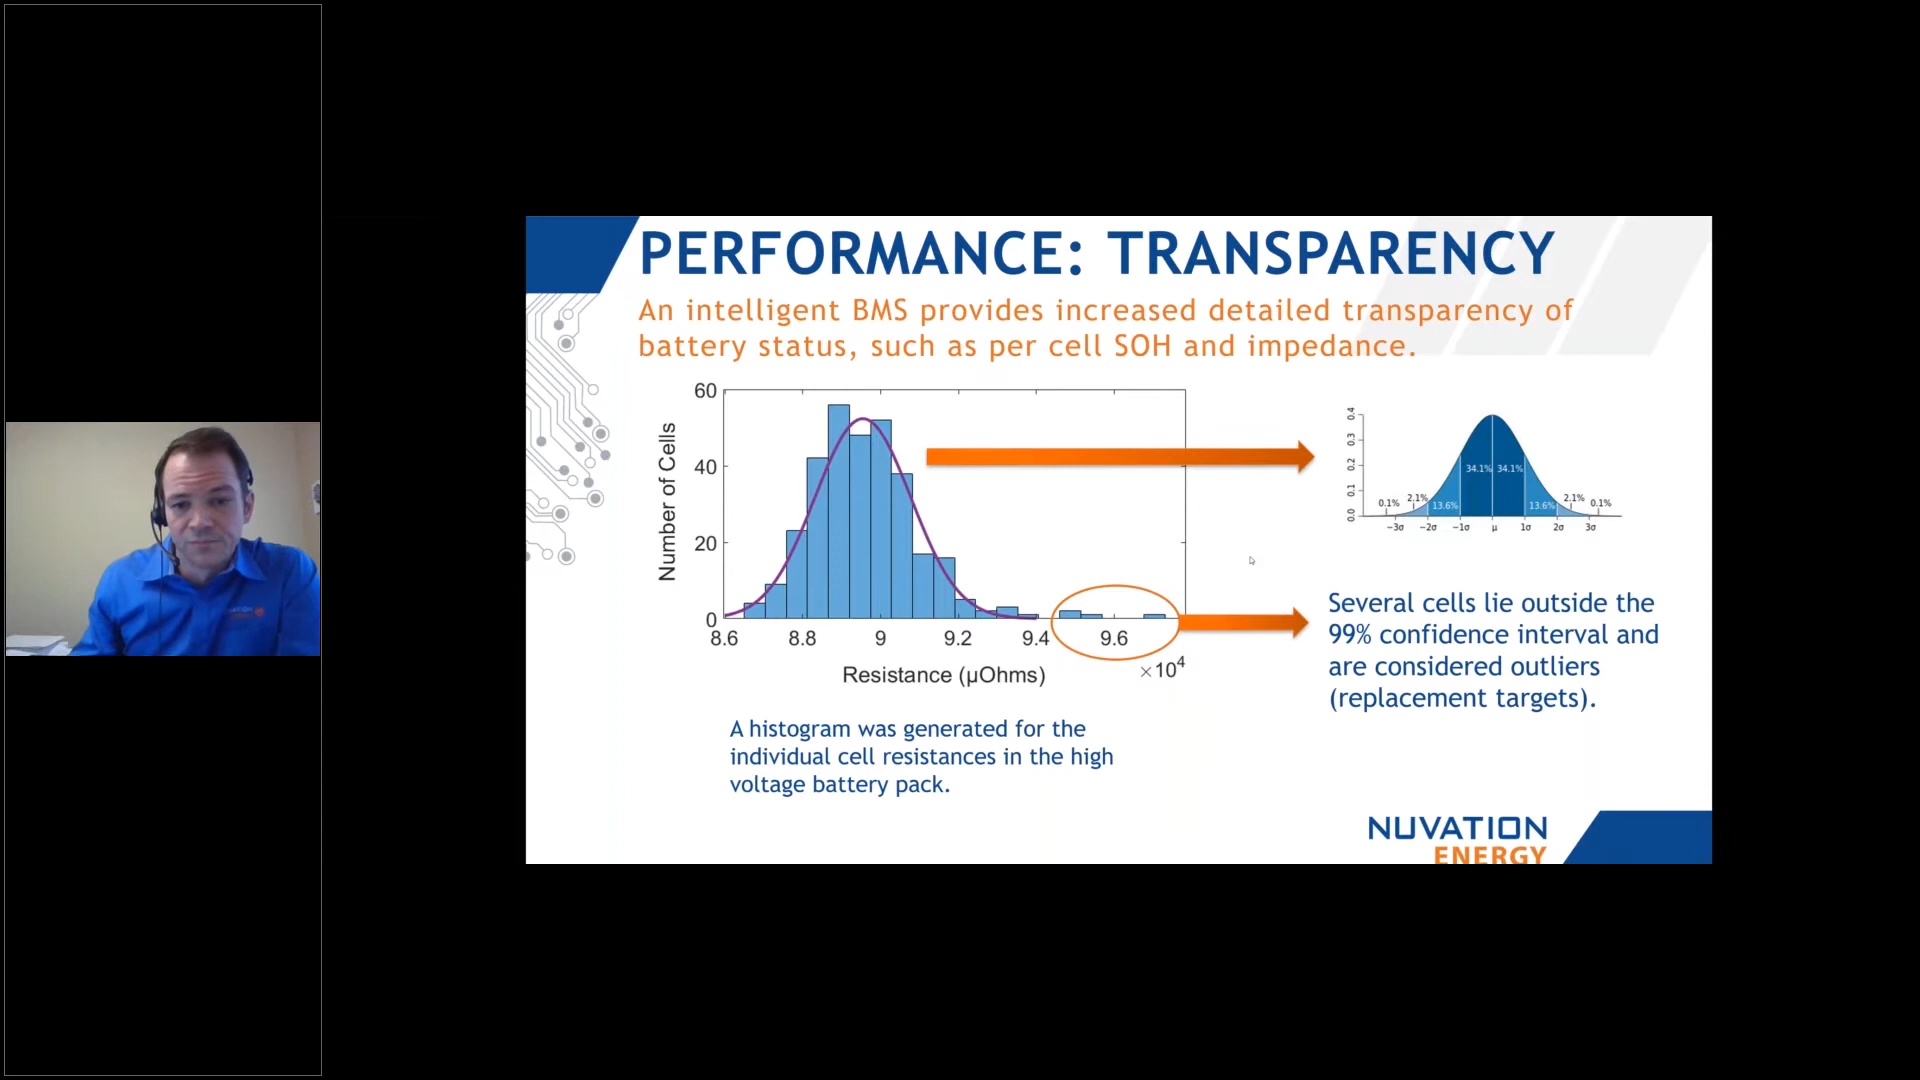 PERFORMANCE: TRANSPARENCY
An intelligent BMS provides increased detailed transparency of
battery status, such as per cell SOH and impedance.
60
40
20
0
Number of Cells
8.6 8.8 9 9.2 9.4 9.6
×10⁴
Resistance (µOhms)
A histogram was generated for the
individual cell resistances in the high
voltage battery pack.
0.4
0.3
0.2
0.1
0.0
34.1% 34.1%
0.1% 2.1% 13.6% 13.6% 2.1% 0.1%
−3σ −2σ −1σ µ 1σ 2σ 3σ
Several cells lie outside the
99% confidence interval and
are considered outliers
(replacement targets).
NUVATION
ENERGY